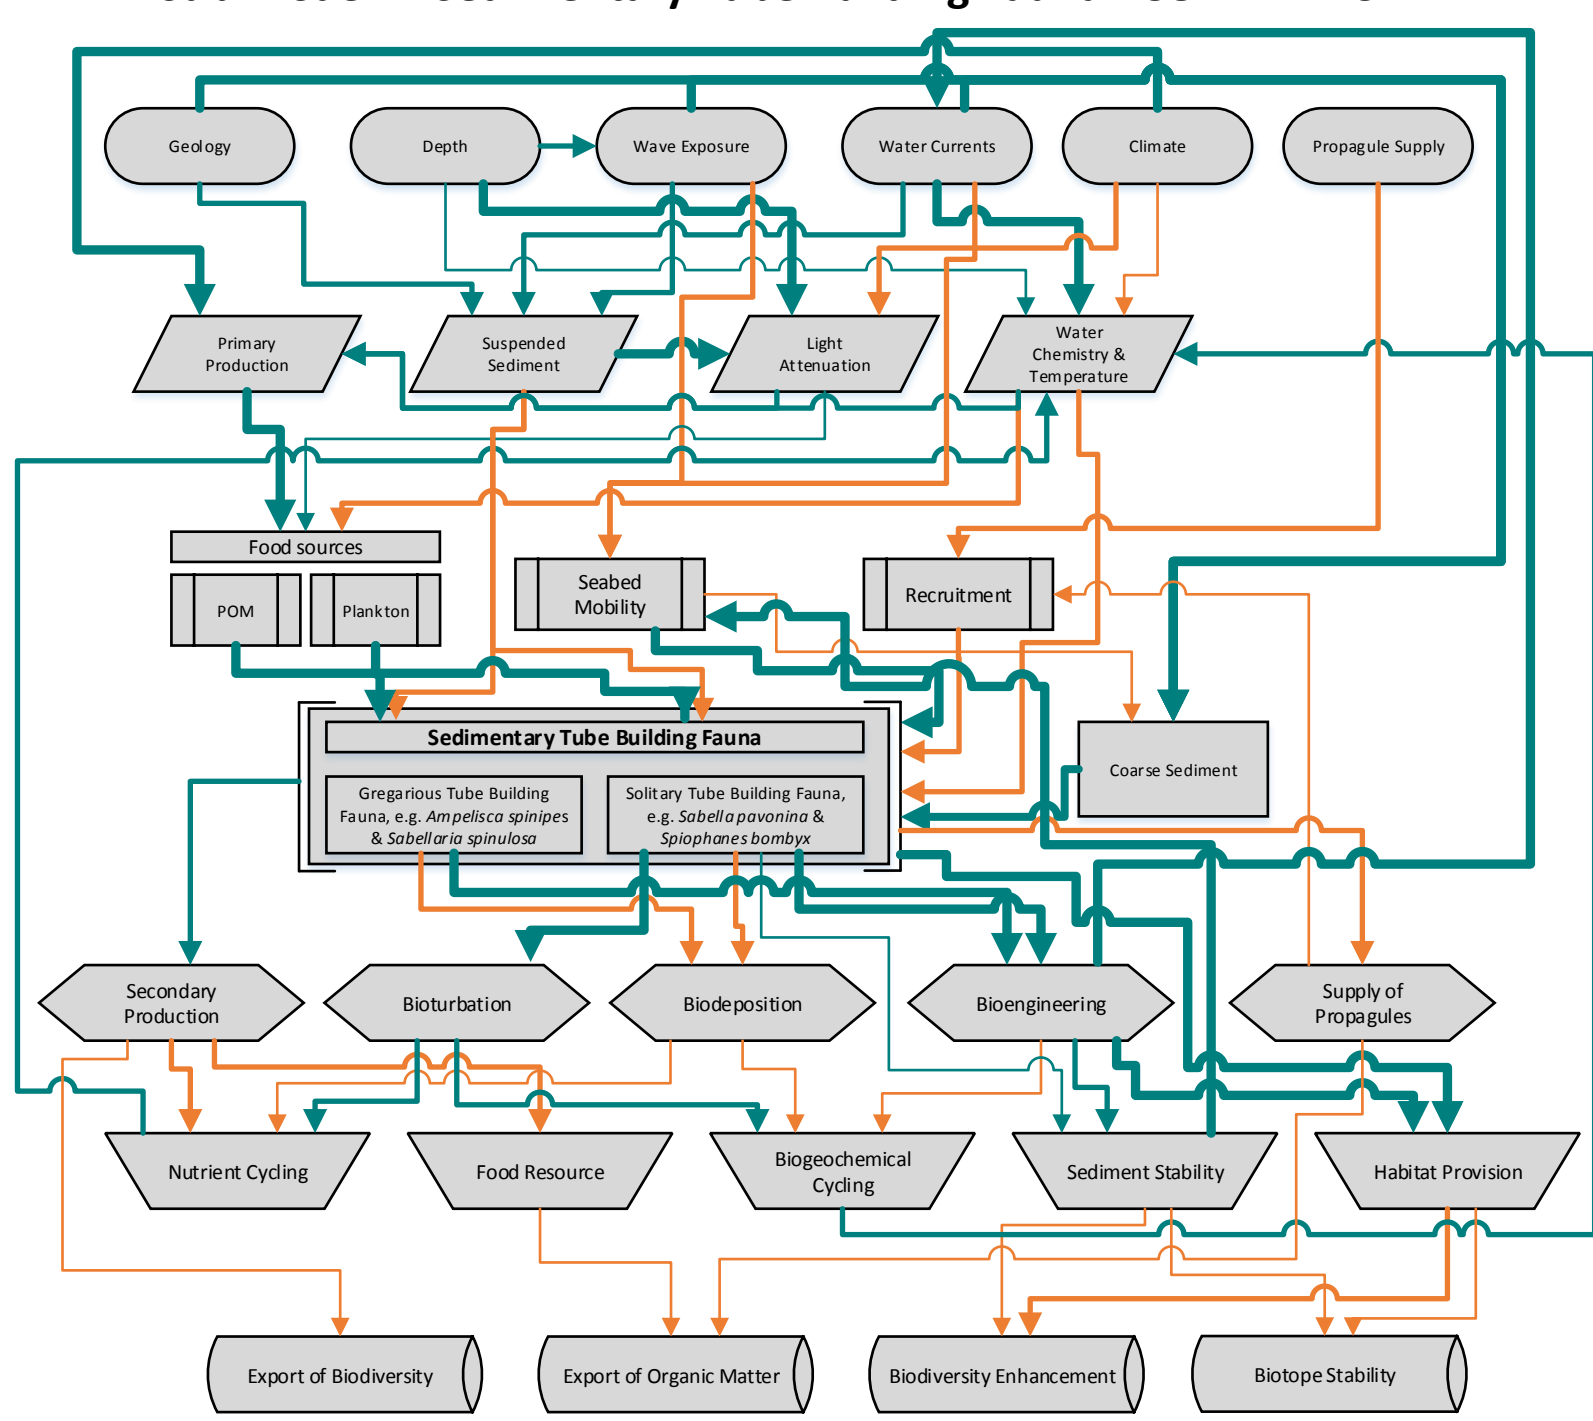 Geology
Depth
Wave Exposure
Water Currents
Climate
Propagule Supply
Primary
Production
Suspended
Sediment
Light
Attenuation
Water
Chemistry &
Temperature
Food sources
POM
Plankton
Seabed
Mobility
Recruitment
Sedimentary Tube Building Fauna
Gregarious Tube Building
Fauna, e.g. Ampelisca spinipes
& Sabellaria spinulosa
Solitary Tube Building Fauna,
e.g. Sabella pavonina &
Spiophanes bombyx
Coarse Sediment
Secondary
Production
Bioturbation
Biodeposition
Bioengineering
Supply of
Propagules
Nutrient Cycling
Food Resource
Biogeochemical
Cycling
Sediment Stability
Habitat Provision
Export of Biodiversity
Export of Organic Matter
Biodiversity Enhancement
Biotope Stability